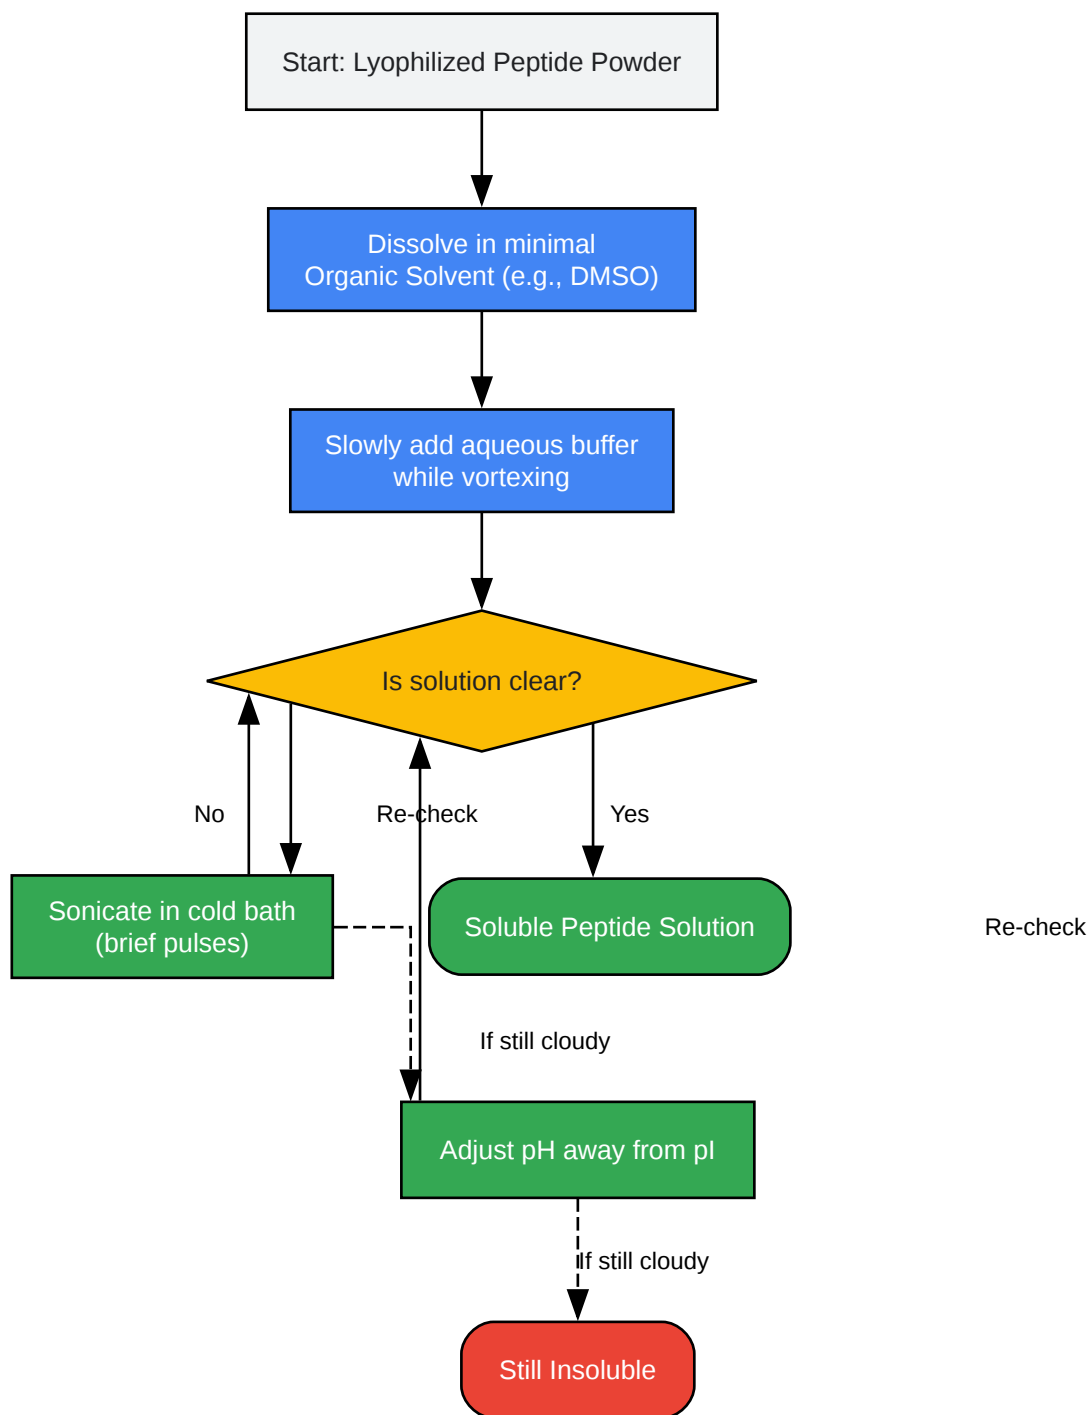 Start: Lyophilized Peptide Powder
Dissolve in minimal
Organic Solvent (e.g., DMSO)
Slowly add aqueous buffer
while vortexing
Is solution clear?
No
Re-check
Yes
Sonicate in cold bath
(brief pulses)
Soluble Peptide Solution
Re-check
If still cloudy
Adjust pH away from pI
If still cloudy
Still Insoluble